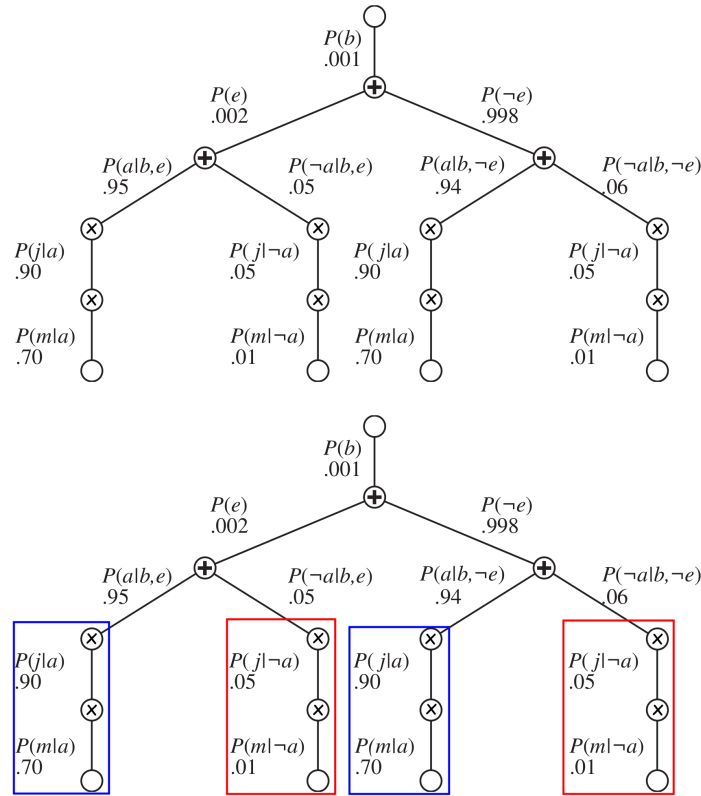 P(b)
.001
P(e)
.002
P(¬e)
.998
P(a|b,e)
.95
P(¬a|b,e)
.05
P(a|b,¬e)
.94
P(¬a|b,¬e)
.06
P(j|a)
.90
P(j|¬a)
.05
P(j|a)
.90
P(j|¬a)
.05
P(m|a)
.70
P(m|¬a)
.01
P(m|a)
.70
P(m|¬a)
.01
P(b)
.001
P(e)
.002
P(¬e)
.998
P(a|b,e)
.95
P(¬a|b,e)
.05
P(a|b,¬e)
.94
P(¬a|b,¬e)
.06
P(j|a)
.90
P(j|¬a)
.05
P(j|a)
.90
P(j|¬a)
.05
P(m|a)
.70
P(m|¬a)
.01
P(m|a)
.70
P(m|¬a)
.01